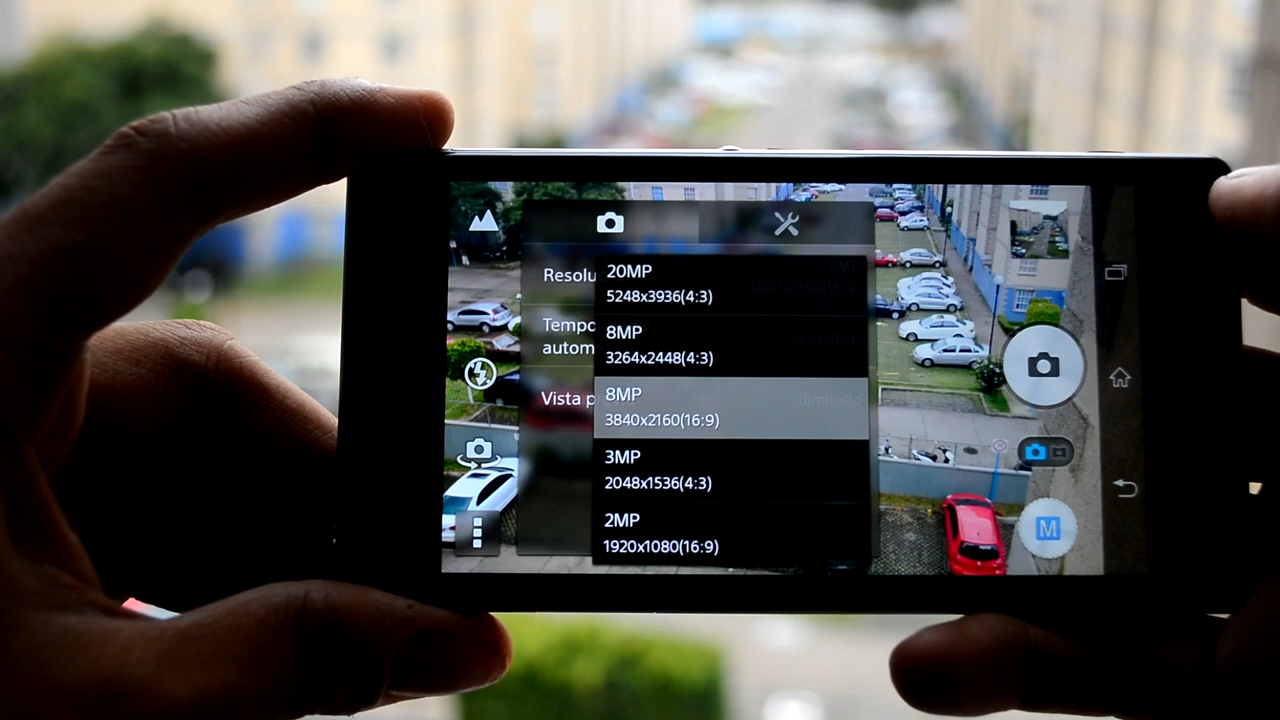 Resolu
20MP
5248x3936(4:3)
8MP
3264x2448(4:3)
Tempo
autom
8MP
3840x2160(16:9)
Vista p
Ilimitado
3MP
2048x1536(4:3)
2MP
1920x1080(16:9)
M